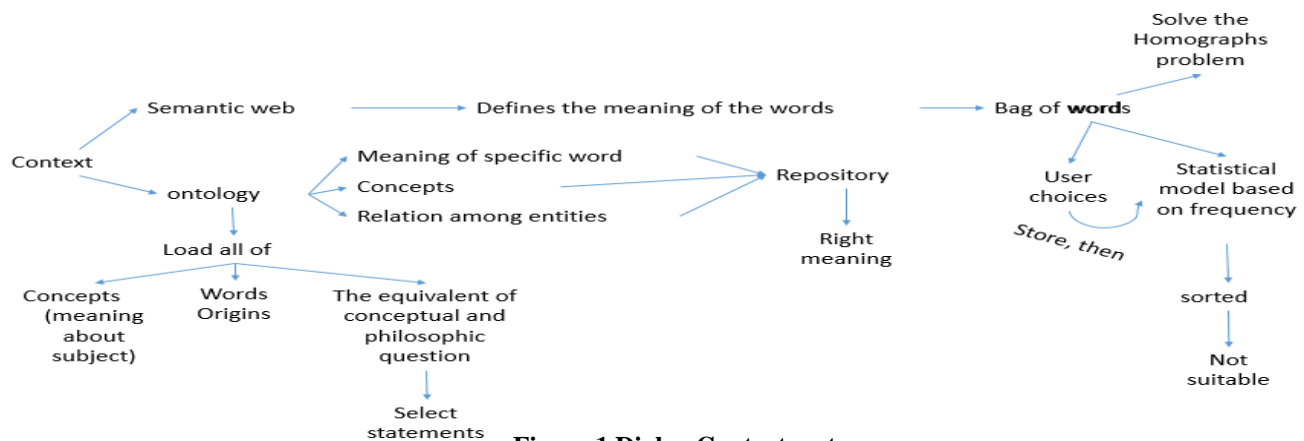 Solve the
Homographs
problem
Semantic web
Defines the meaning of the words
Bag of words
Context
Meaning of specific word
ontology
Concepts
Relation among entities
Repository
User
choices
Statistical
model based
on frequency
Store, then
Load all of
Right
meaning
Concepts
(meaning
about
subject)
Words
Origins
The equivalent of
conceptual and
philosophic
question
sorted
Not
suitable
Select
statements